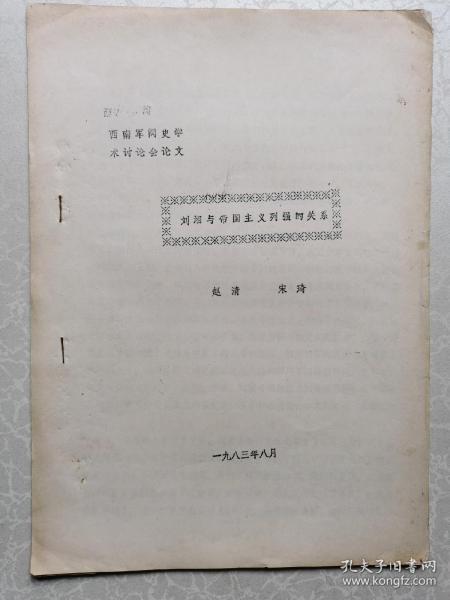 西南军阀史学
术讨论会论文
刘湘与帝国主义列强的关系
赵清 宋琦
一九八三年八月
孔夫子旧书网
www.kongfz.com